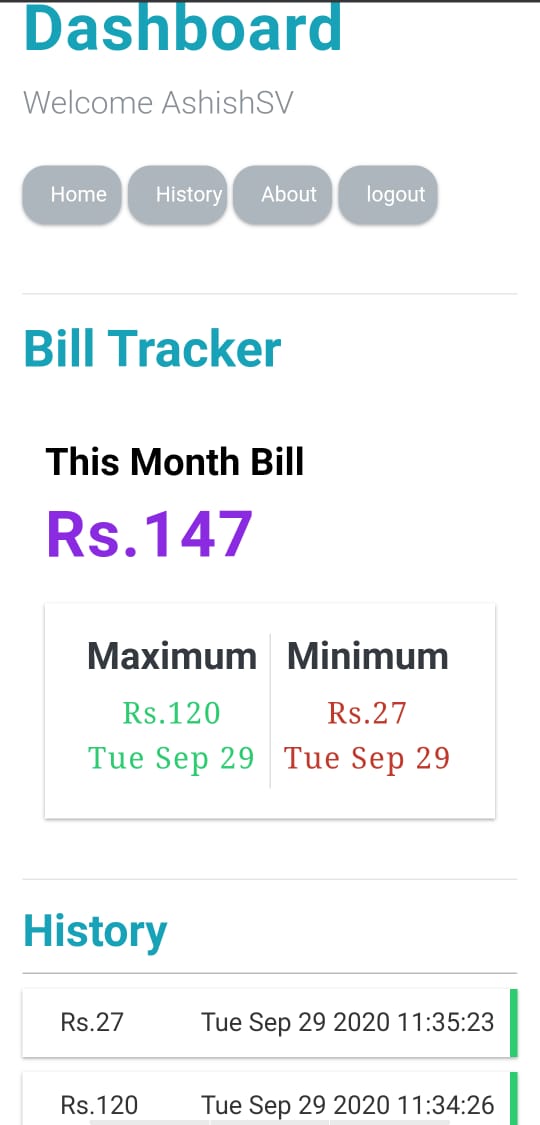 Dashboard
Welcome AshishSV
Home History About logout
Bill Tracker
This Month Bill
Rs.147
Maximum Minimum
Rs.120 Rs.27
Tue Sep 29 Tue Sep 29
History
Rs.27 Tue Sep 29 2020 11:35:23
Rs.120 Tue Sep 29 2020 11:34:26